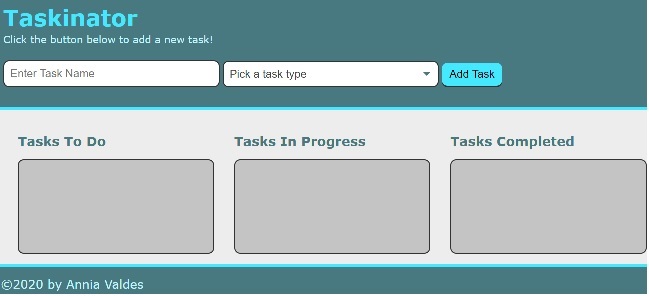 Taskinator
Click the button below to add a new task!
Enter Task Name
Pick a task type
Add Task
Tasks To Do
Tasks In Progress
Tasks Completed
©2020 by Annia Valdes